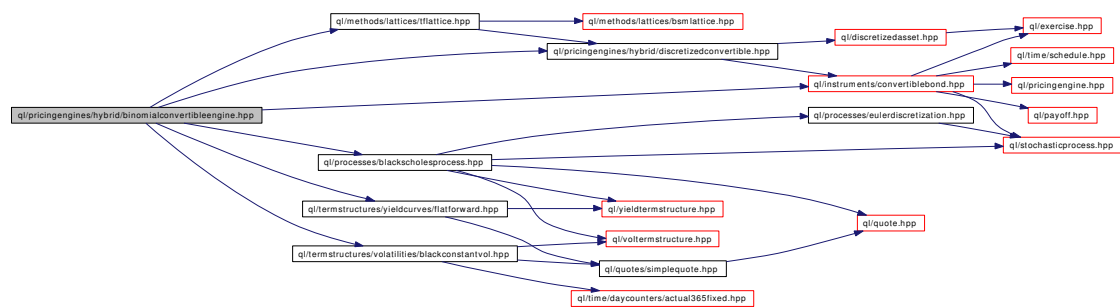 ql/methods/lattices/tflattice.hpp
ql/methods/lattices/bsmlattice.hpp
ql/exercise.hpp
ql/discretizedasset.hpp
ql/pricingengines/hybrid/discretizedconvertible.hpp
ql/time/schedule.hpp
ql/instruments/convertiblebond.hpp
ql/pricingengine.hpp
ql/pricingengines/hybrid/binomialconvertibleengine.hpp
ql/processes/eulerdiscretization.hpp
ql/payoff.hpp
ql/stochasticprocess.hpp
ql/processes/blackscholesprocess.hpp
ql/termstructures/yieldcurves/flatforward.hpp
ql/yieldtermstructure.hpp
ql/quote.hpp
ql/voltermstructure.hpp
ql/termstructures/volatilities/blackconstantvol.hpp
ql/quotes/simplequote.hpp
ql/time/daycounters/actual365fixed.hpp